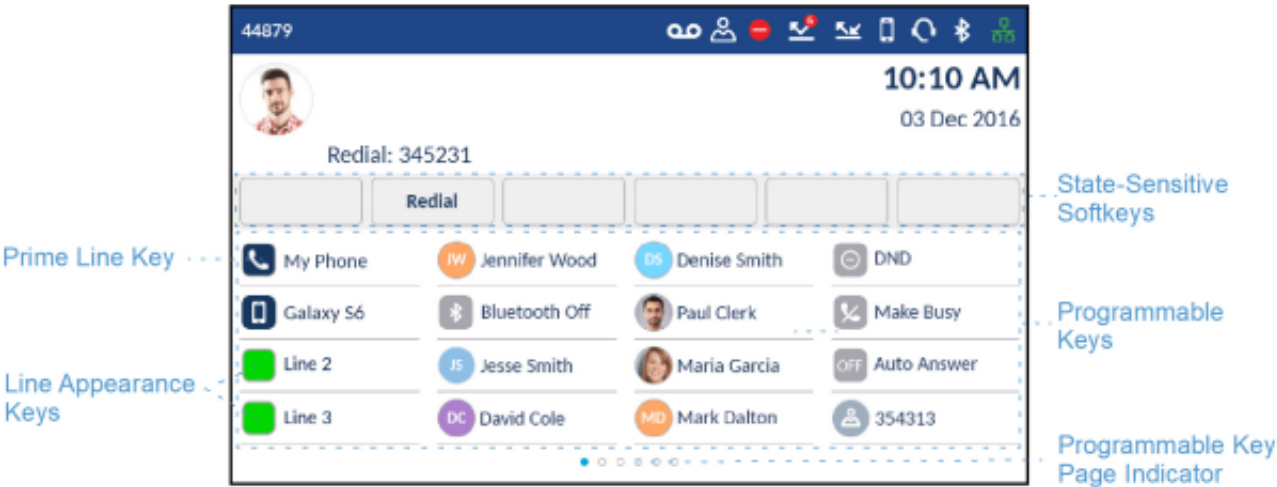 44879
6
10:10 AM
03 Dec 2016
Redial: 345231
Redial
State-Sensitive
Softkeys
Prime Line Key
My Phone
JW Jennifer Wood
DS Denise Smith
DND
Galaxy S6
Bluetooth Off
Paul Clerk
Make Busy
Programmable
Keys
Line Appearance
Keys
Line 2
JS Jesse Smith
Maria Garcia
OFF Auto Answer
Line 3
DC David Cole
MD Mark Dalton
354313
Programmable Key
Page Indicator